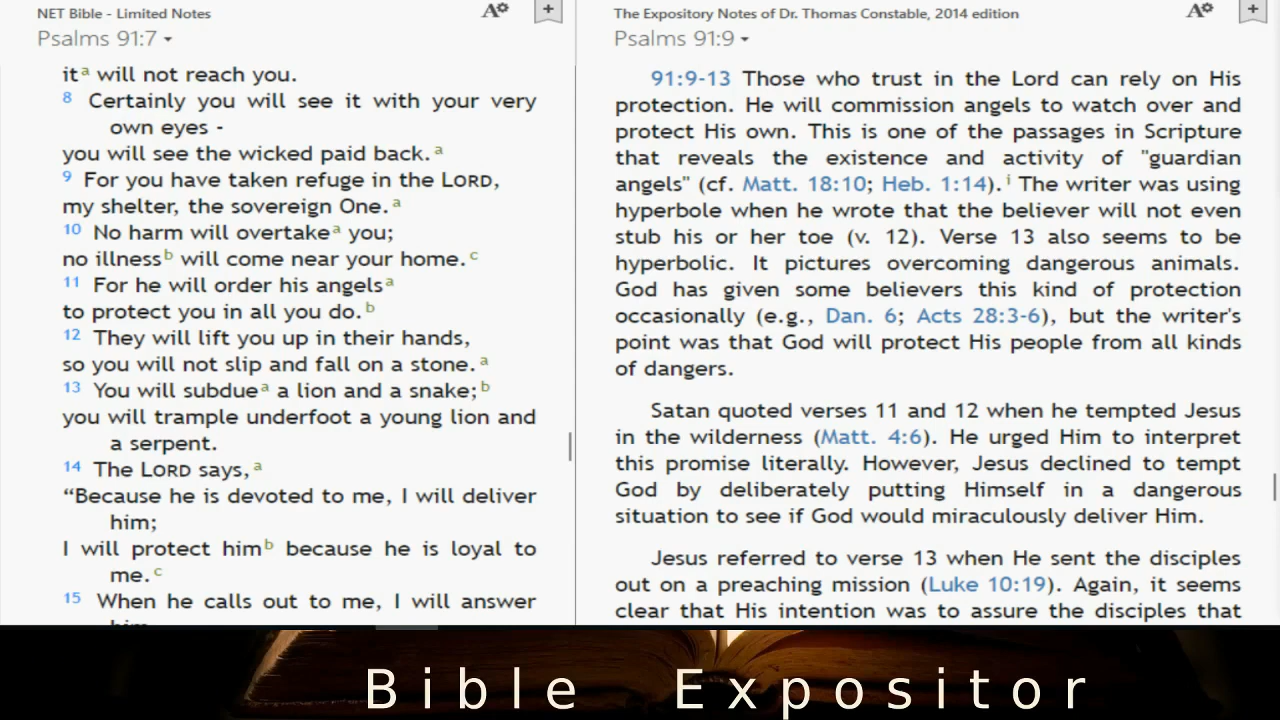 NET Bible - Limited Notes
Psalms 91:7
it a will not reach you.
8 Certainly you will see it with your very
own eyes -
you will see the wicked paid back. a
9 For you have taken refuge in the LORD,
my shelter, the sovereign One. a
10 No harm will overtake a you;
no illness b will come near your home. c
11 For he will order his angels a
to protect you in all you do. b
12 They will lift you up in their hands,
so you will not slip and fall on a stone. a
13 You will subdue a a lion and a snake; b
you will trample underfoot a young lion and
a serpent.
14 The LORD says, a
“Because he is devoted to me, I will deliver
him;
I will protect him b because he is loyal to
me. c
15 When he calls out to me, I will answer
The Expository Notes of Dr. Thomas Constable, 2014 edition
Psalms 91:9
91:9-13 Those who trust in the Lord can rely on His
protection. He will commission angels to watch over and
protect His own. This is one of the passages in Scripture
that reveals the existence and activity of "guardian
angels" (cf. Matt. 18:10; Heb. 1:14). i The writer was using
hyperbole when he wrote that the believer will not even
stub his or her toe (v. 12). Verse 13 also seems to be
hyperbolic. It pictures overcoming dangerous animals.
God has given some believers this kind of protection
occasionally (e.g., Dan. 6; Acts 28:3-6), but the writer's
point was that God will protect His people from all kinds
of dangers.
Satan quoted verses 11 and 12 when he tempted Jesus
in the wilderness (Matt. 4:6). He urged Him to interpret
this promise literally. However, Jesus declined to tempt
God by deliberately putting Himself in a dangerous
situation to see if God would miraculously deliver Him.
Jesus referred to verse 13 when He sent the disciples
out on a preaching mission (Luke 10:19). Again, it seems
clear that His intention was to assure the disciples that
Bible Expositor